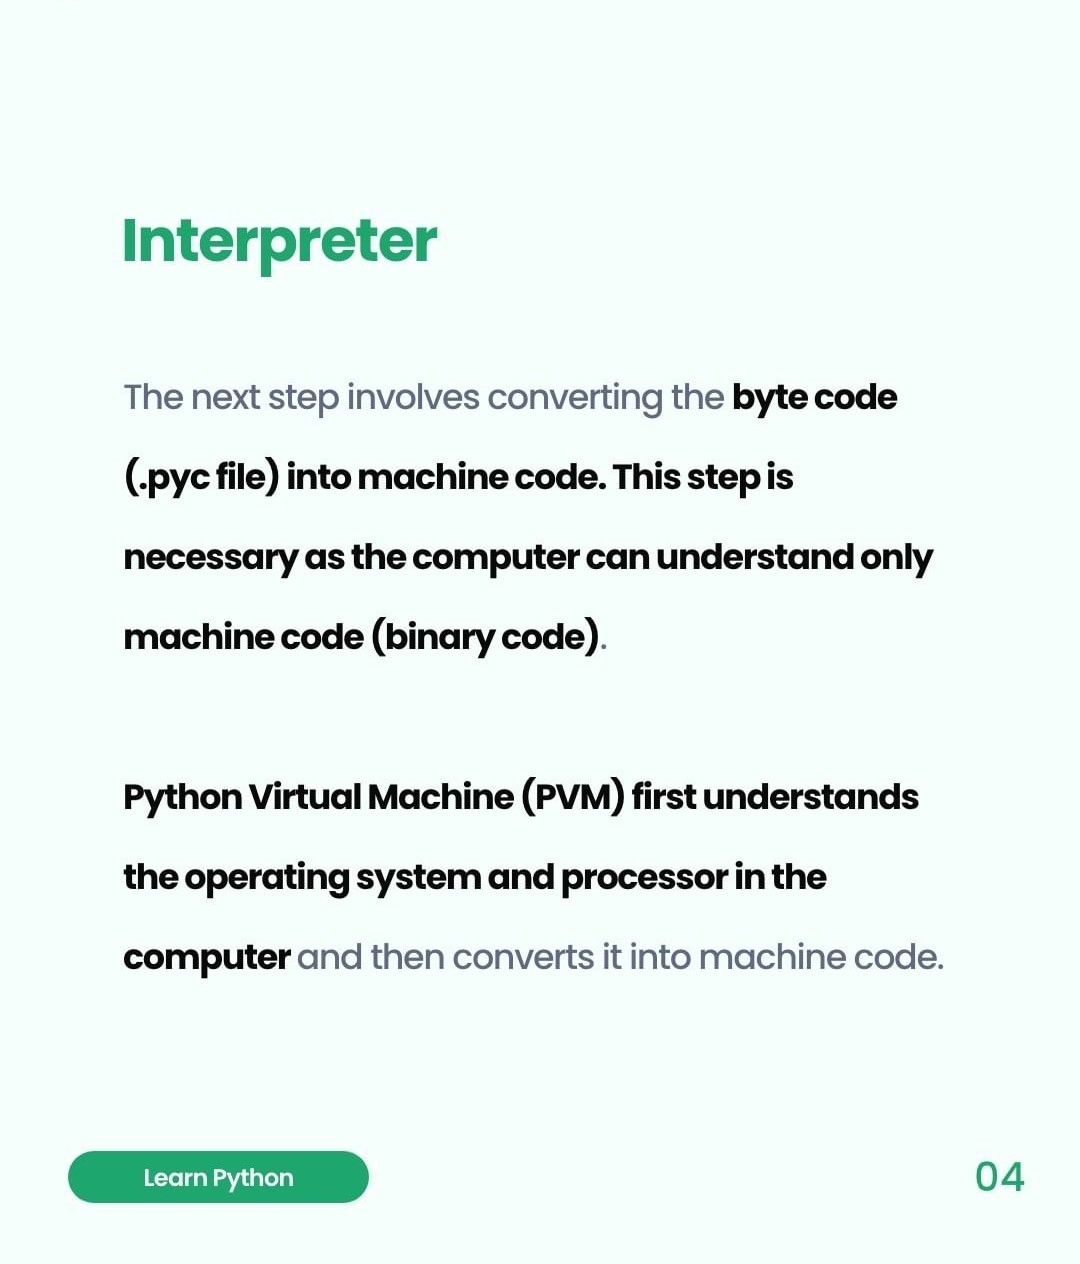 Interpreter
The next step involves converting the byte code
(.pyc file) into machine code. This step is
necessary as the computer can understand only
machine code (binary code).
Python Virtual Machine (PVM) first understands
the operating system and processor in the
computer and then converts it into machine code.
Learn Python
04